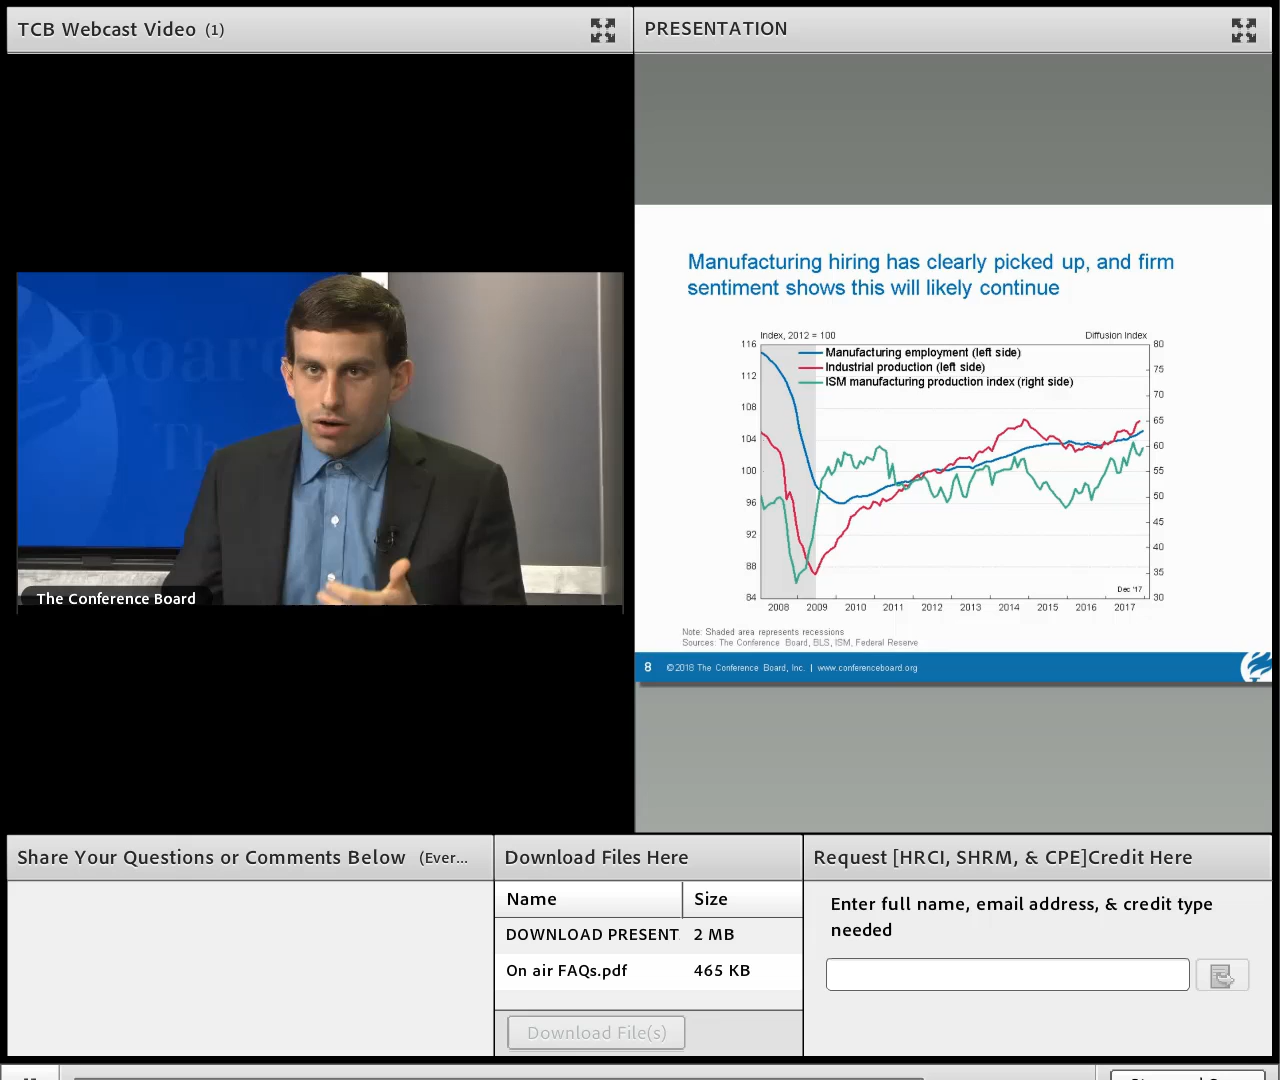 TCB Webcast Video (1)
PRESENTATION
The Conference Board
Manufacturing hiring has clearly picked up, and firm
sentiment shows this will likely continue
Index, 2012 = 100
Diffusion Index
Manufacturing employment (left side)
Industrial production (left side)
ISM manufacturing production index (right side)
116
112
108
104
100
96
92
88
84
80
75
70
65
60
55
50
45
40
35
30
Dec '17
2008 2009 2010 2011 2012 2013 2014 2015 2016 2017
Note: Shaded area represents recessions
Sources: The Conference Board, BLS, ISM, Federal Reserve
8 ©2018 The Conference Board, Inc. | www.conferenceboard.org
Share Your Questions or Comments Below (Ever...
Download Files Here
Name Size
DOWNLOAD PRESENT 2 MB
On air FAQs.pdf 465 KB
Download File(s)
Request [HRCI, SHRM, & CPE]Credit Here
Enter full name, email address, & credit type
needed